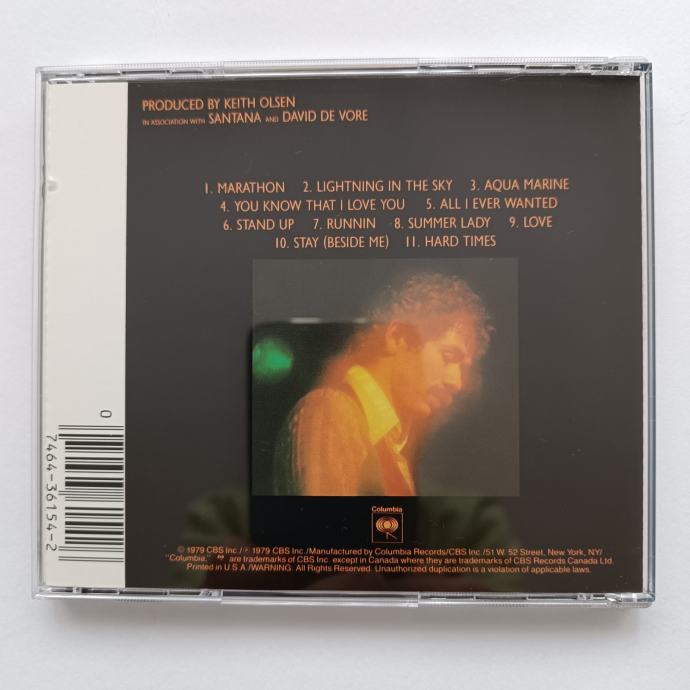 PRODUCED BY KEITH OLSEN
IN ASSOCIATION WITH SANTANA AND DAVID DE VORE
1. MARATHON 2. LIGHTNING IN THE SKY 3. AQUA MARINE
4. YOU KNOW THAT I LOVE YOU 5. ALL I EVER WANTED
6. STAND UP 7. RUNNIN 8. SUMMER LADY 9. LOVE
10. STAY (BESIDE ME) 11. HARD TIMES
0
7464-36154-2
Columbia
© 1979 CBS Inc./℗ 1979 CBS Inc./Manufactured by Columbia Records/CBS Inc./51 W. 52 Street, New York, NY/
"Columbia," are trademarks of CBS Inc. except in Canada where they are trademarks of CBS Records Canada Ltd.
Printed in U.S.A./WARNING: All Rights Reserved. Unauthorized duplication is a violation of applicable laws.